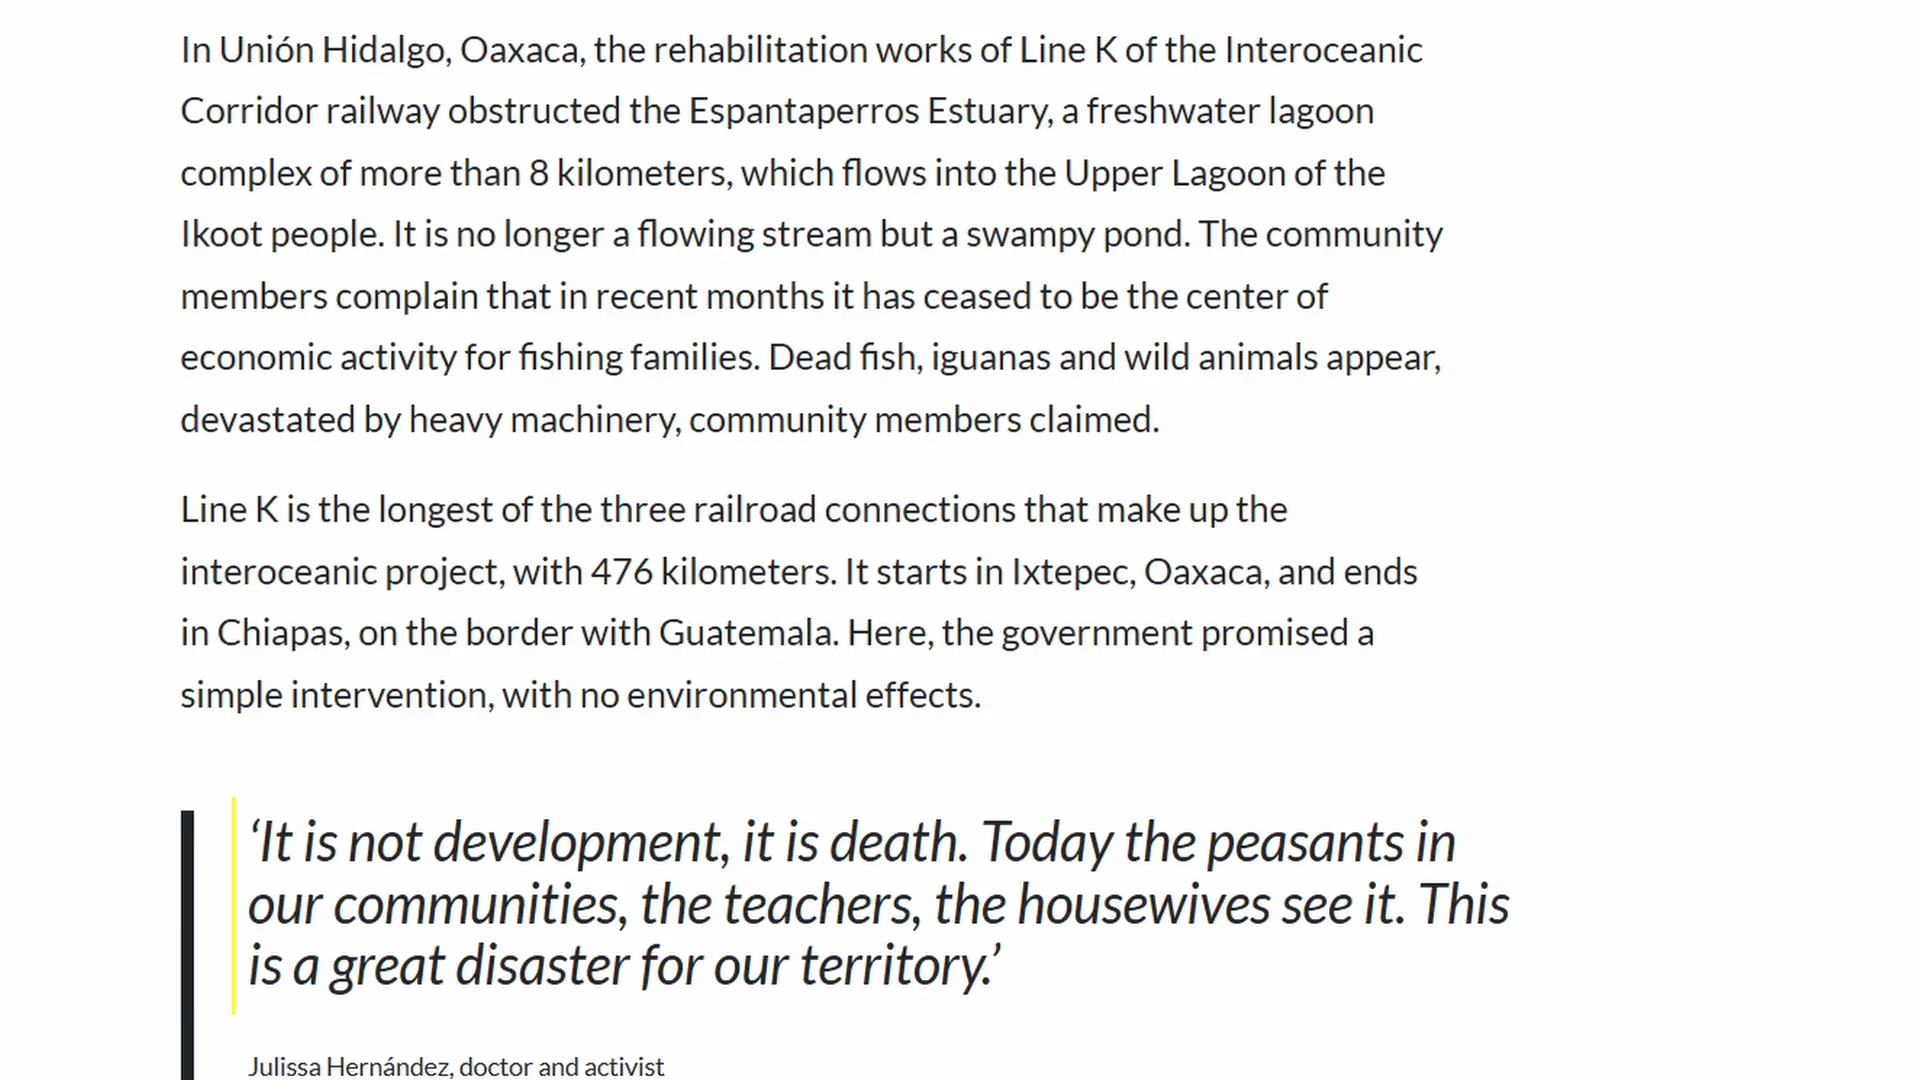 In Unión Hidalgo, Oaxaca, the rehabilitation works of Line K of the Interoceanic
Corridor railway obstructed the Espantaperros Estuary, a freshwater lagoon
complex of more than 8 kilometers, which flows into the Upper Lagoon of the
Ikoot people. It is no longer a flowing stream but a swampy pond. The community
members complain that in recent months it has ceased to be the center of
economic activity for fishing families. Dead fish, iguanas and wild animals appear,
devastated by heavy machinery, community members claimed.
Line K is the longest of the three railroad connections that make up the
interoceanic project, with 476 kilometers. It starts in Ixtepec, Oaxaca, and ends
in Chiapas, on the border with Guatemala. Here, the government promised a
simple intervention, with no environmental effects.
‘It is not development, it is death. Today the peasants in
our communities, the teachers, the housewives see it. This
is a great disaster for our territory.’
Julissa Hernández, doctor and activist